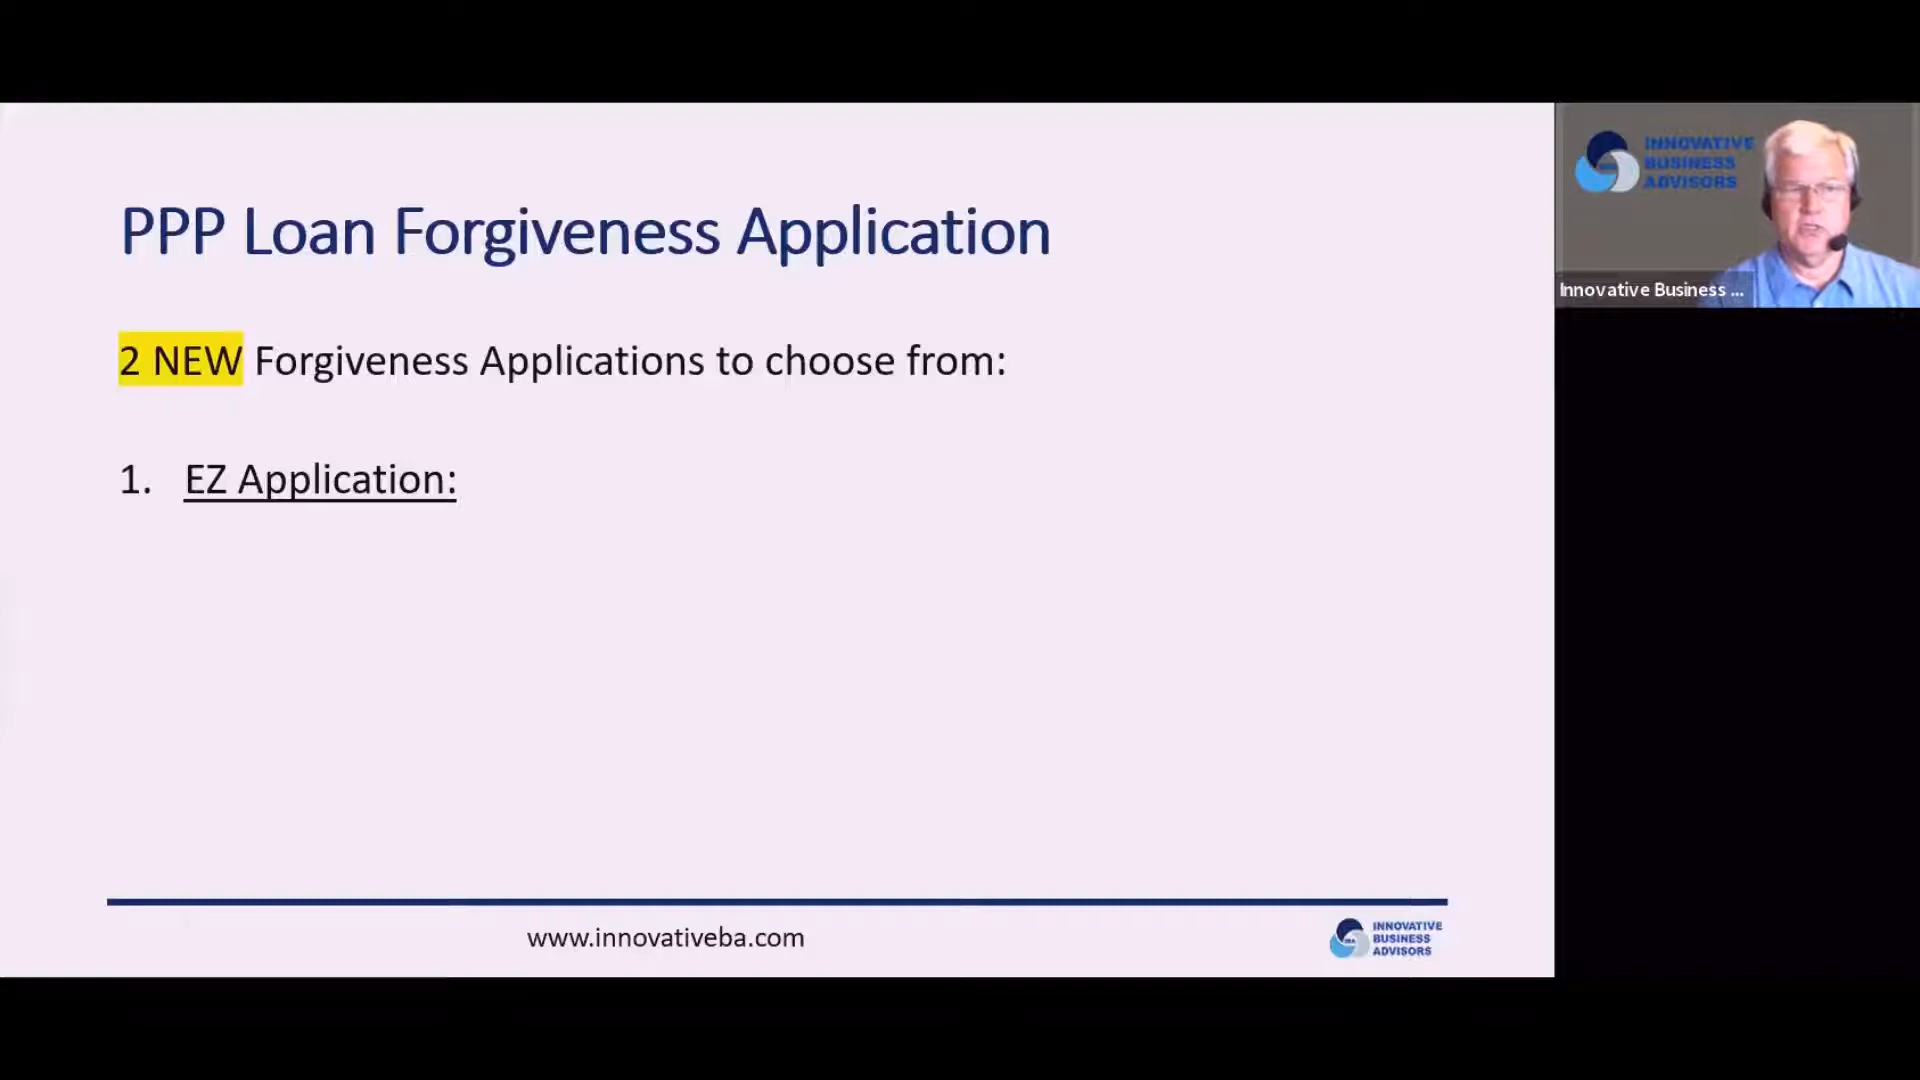 PPP Loan Forgiveness Application
2 NEW Forgiveness Applications to choose from:
1. EZ Application:
www.innovativeba.com
INNOVATIVE
BUSINESS
ADVISORS
INNOVATIVE
BUSINESS
ADVISORS
Innovative Business ...